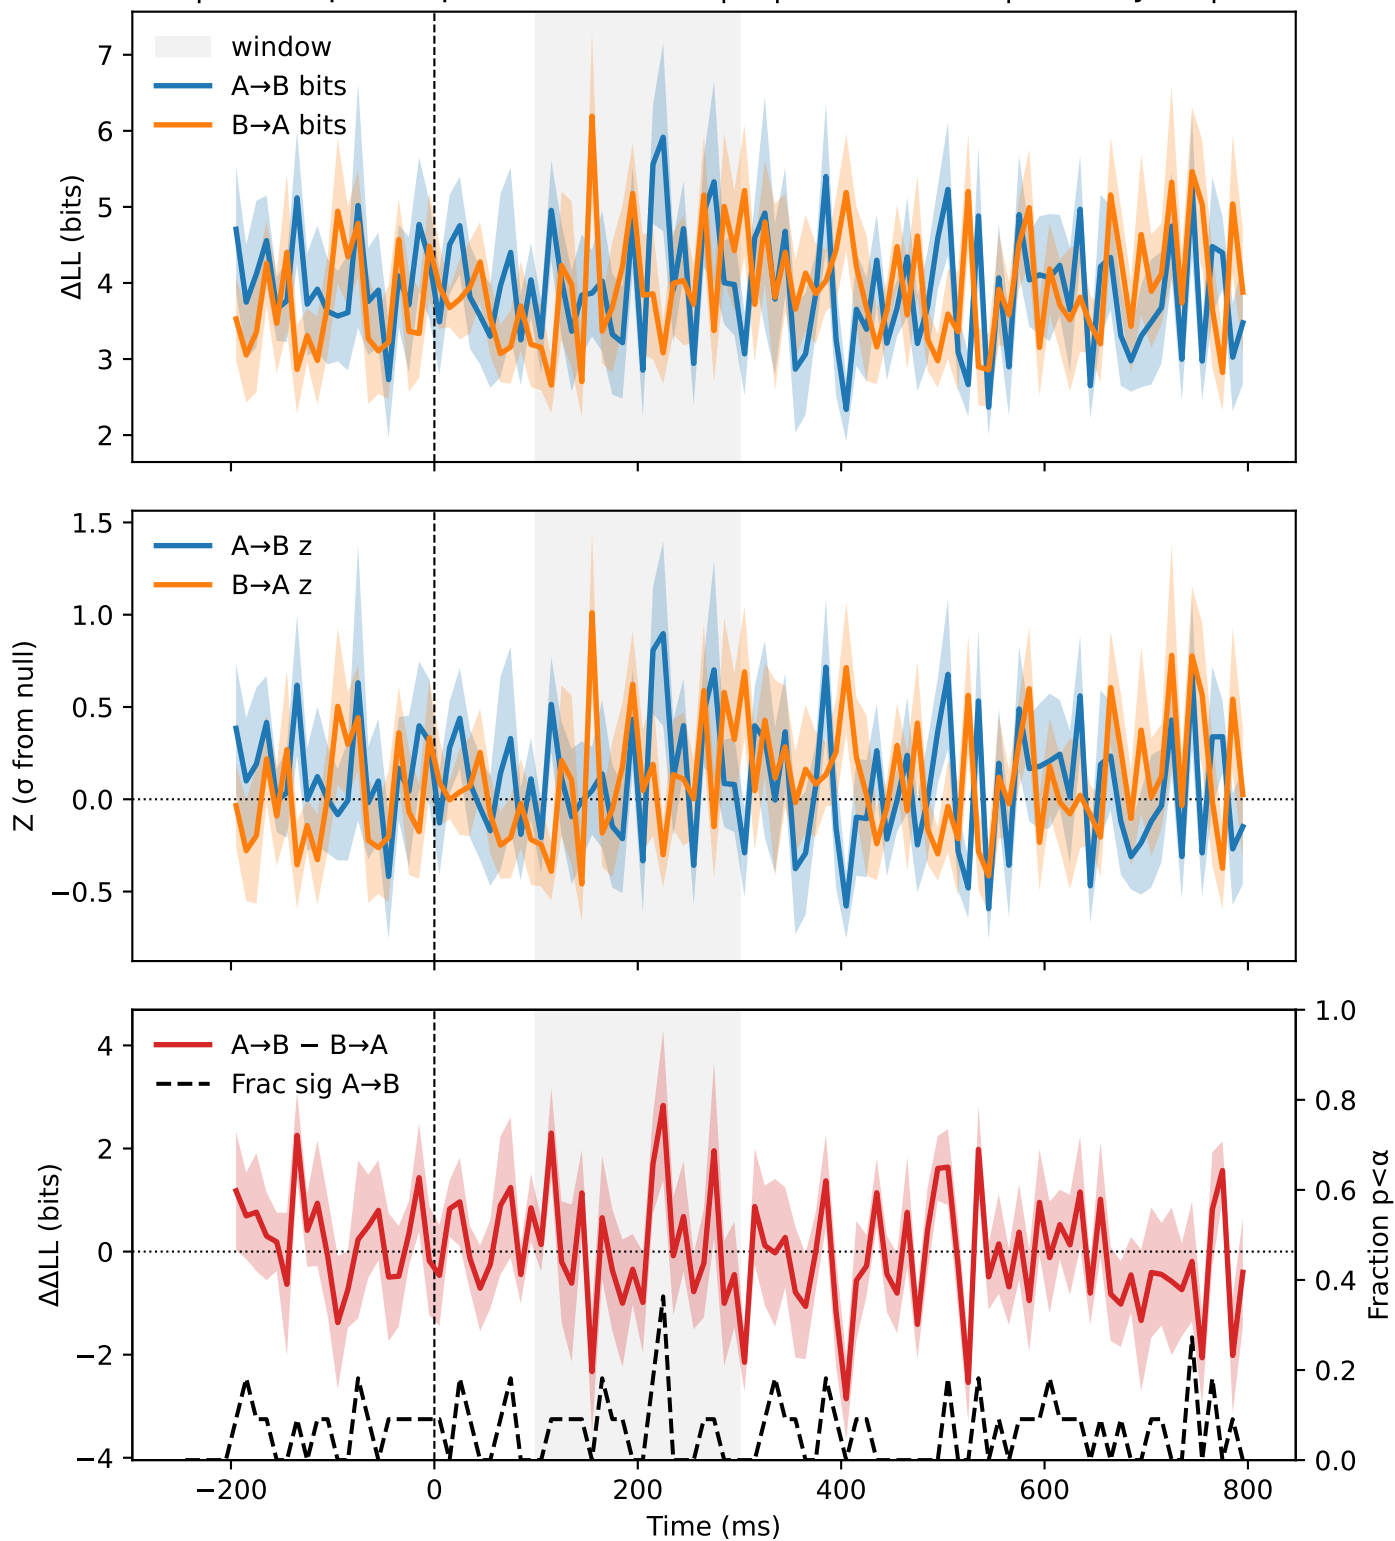 window
A→B bits
B→A bits
7
6
5
4
3
2
ΔLL (bits)
A→B z
B→A z
1.5
1.0
0.5
0.0
−0.5
Z (σ from null)
A→B − B→A
Frac sig A→B
4
2
0
−2
−4
ΔΔLL (bits)
1.0
0.8
0.6
0.4
0.2
0.0
Fraction p<α
−200 0 200 400 600 800
Time (ms)